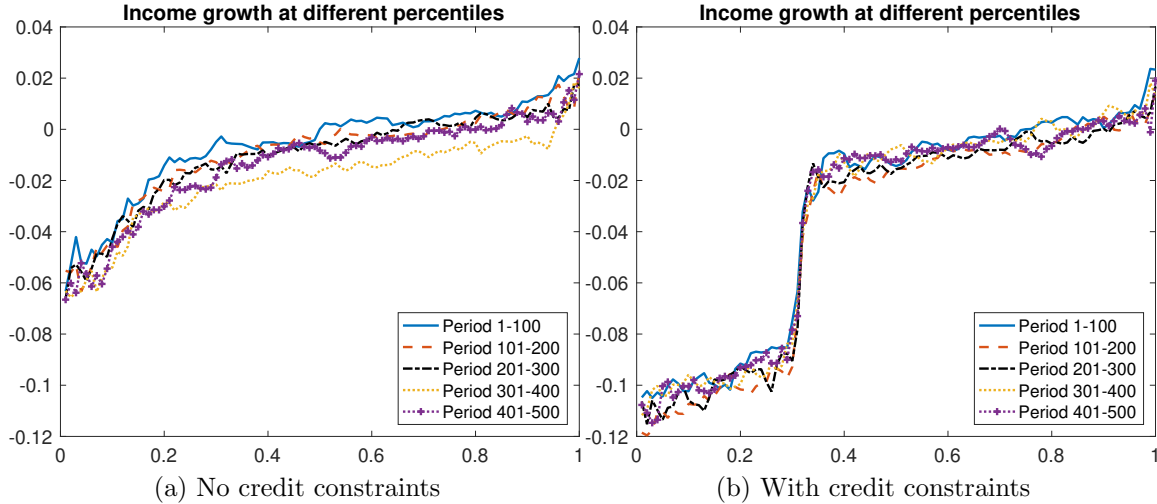 Income growth at different percentiles
0.04
0.02
0
-0.02
-0.04
-0.06
-0.08
-0.1
-0.12
0 0.2 0.4 0.6 0.8 1
Period 1-100
Period 101-200
Period 201-300
Period 301-400
Period 401-500
(a) No credit constraints
Income growth at different percentiles
0.04
0.02
0
-0.02
-0.04
-0.06
-0.08
-0.1
-0.12
0 0.2 0.4 0.6 0.8 1
Period 1-100
Period 101-200
Period 201-300
Period 301-400
Period 401-500
(b) With credit constraints